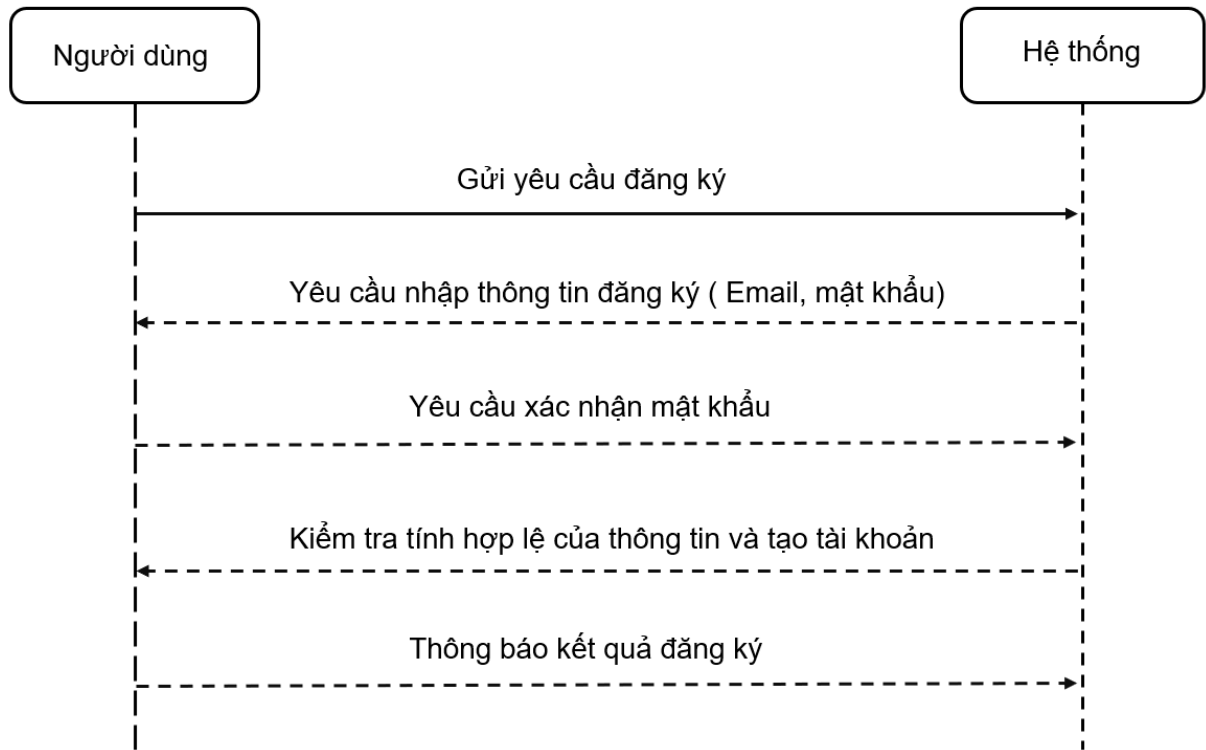 Người dùng
Hệ thống
Gửi yêu cầu đăng ký
Yêu cầu nhập thông tin đăng ký ( Email, mật khẩu)
Yêu cầu xác nhận mật khẩu
Kiểm tra tính hợp lệ của thông tin và tạo tài khoản
Thông báo kết quả đăng ký